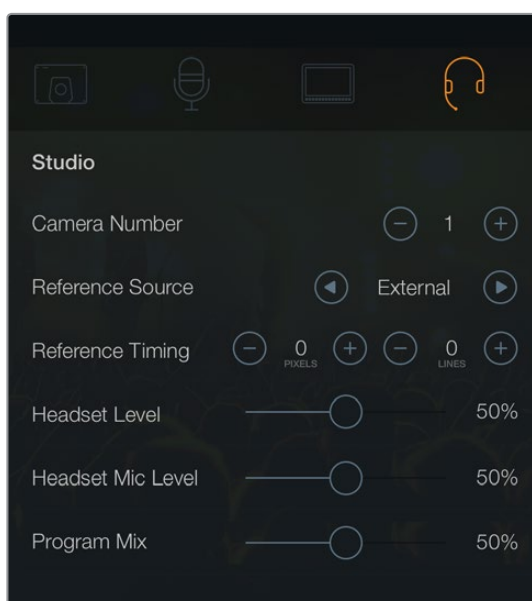 Studio
Camera Number 1
Reference Source External
Reference Timing 0 PIXELS 0 LINES
Headset Level 50%
Headset Mic Level 50%
Program Mix 50%